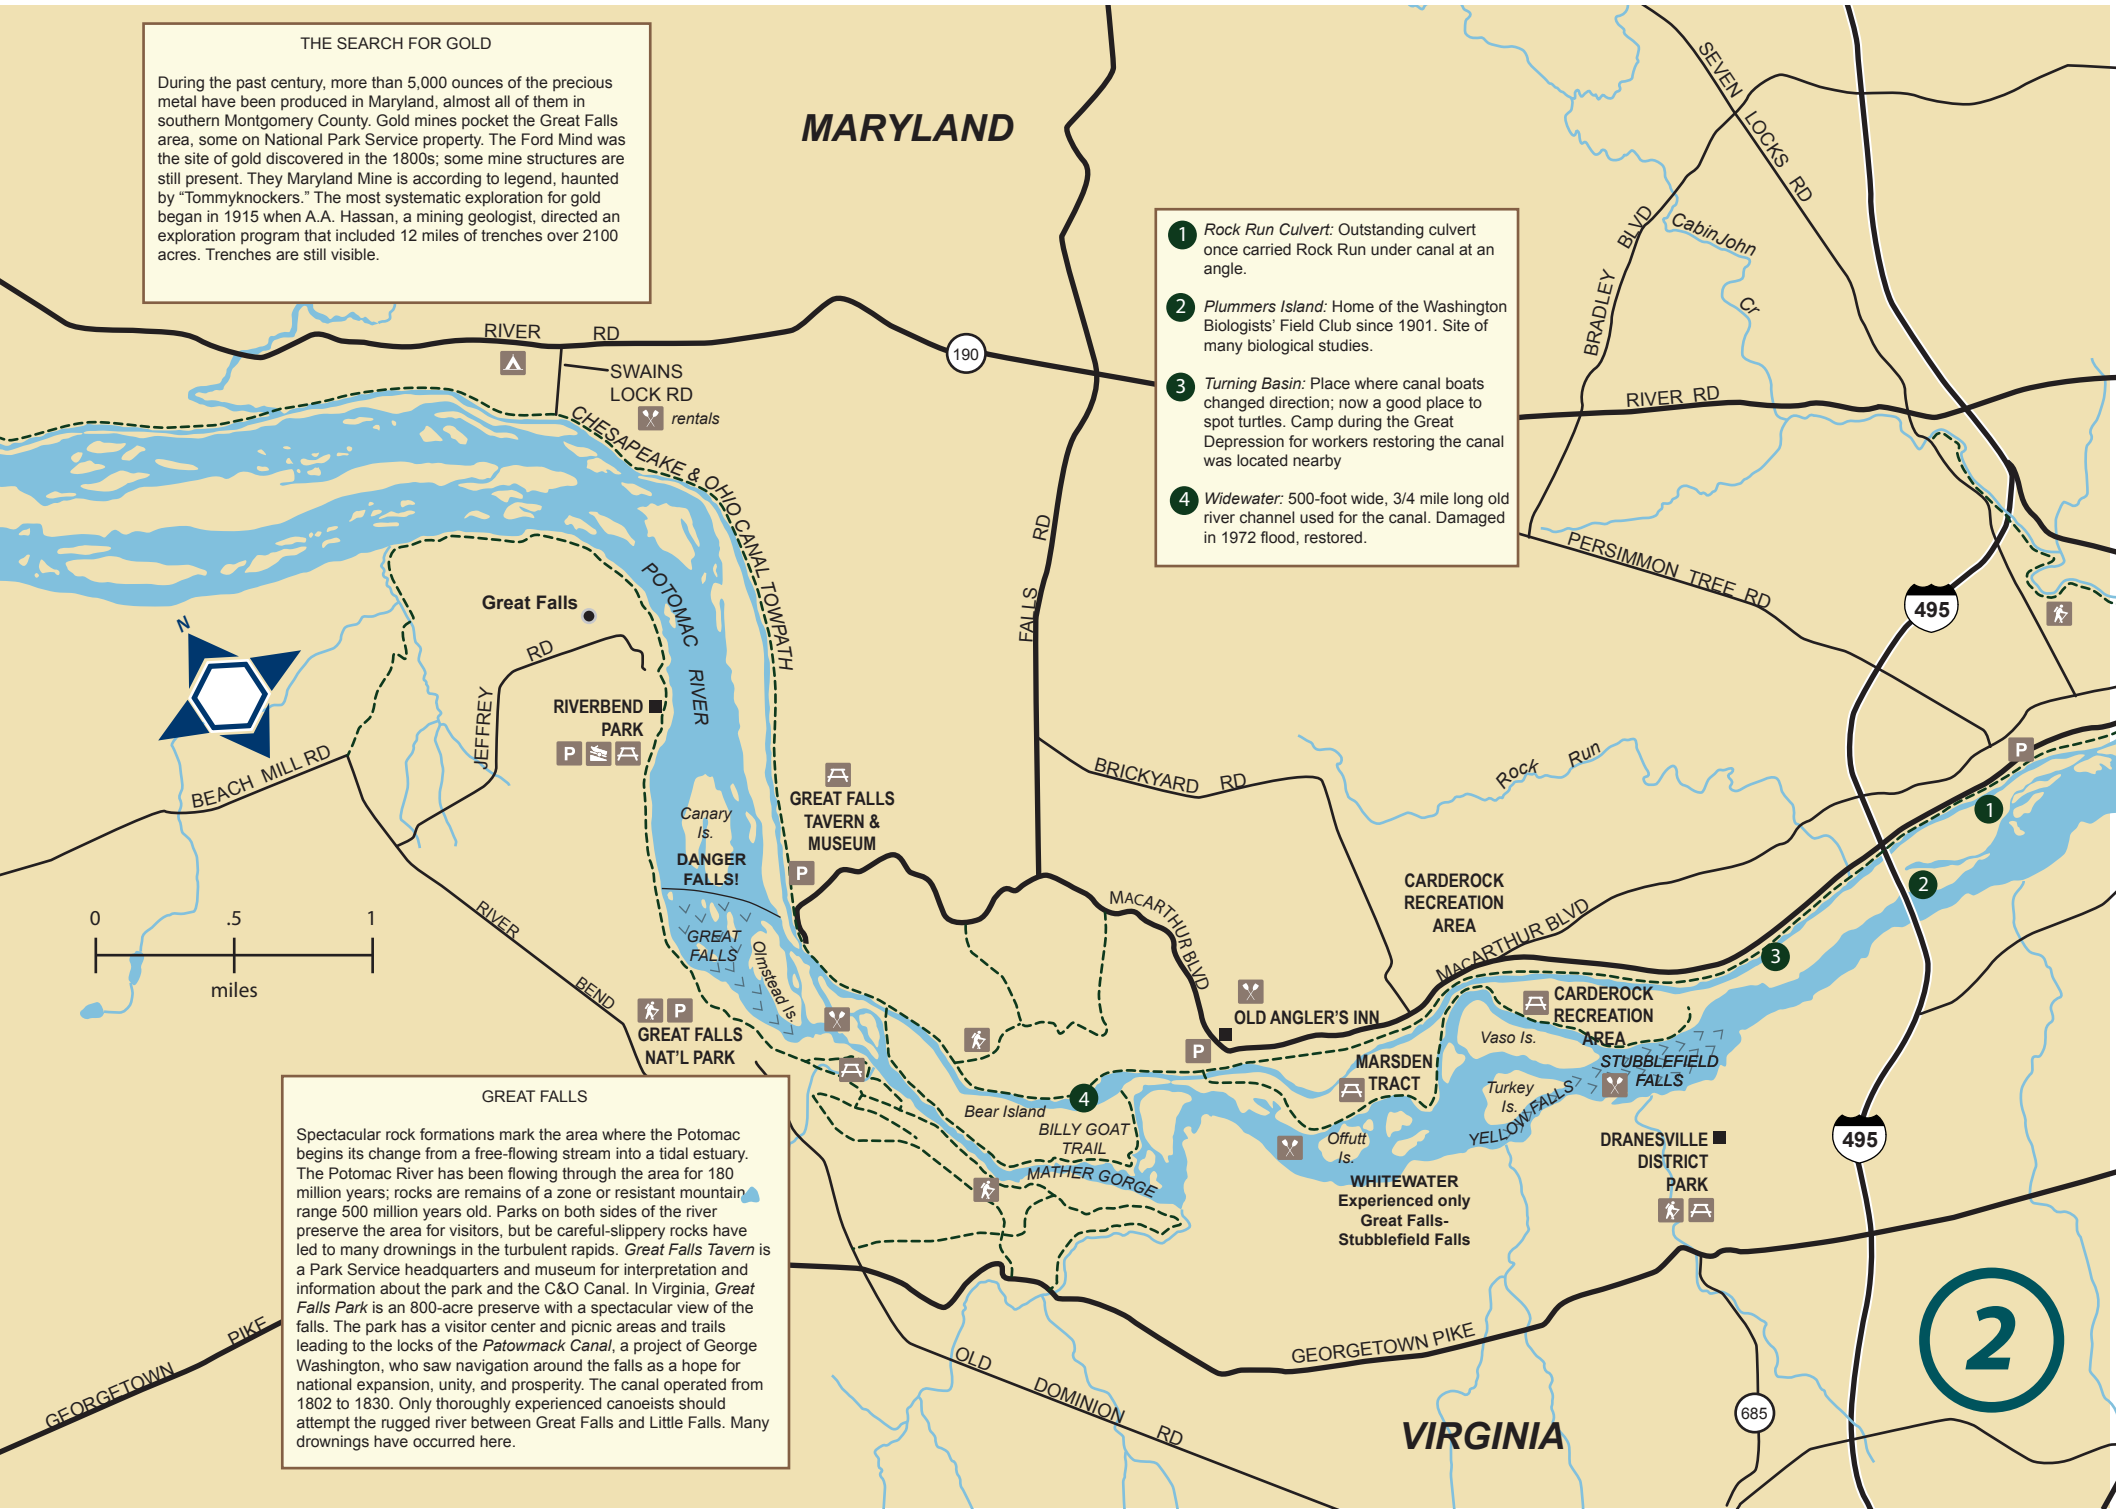 THE SEARCH FOR GOLD
During the past century, more than 5,000 ounces of the precious
metal have been produced in Maryland, almost all of them in
southern Montgomery County. Gold mines pocket the Great Falls
area, some on National Park Service property. The Ford Mind was
the site of gold discovered in the 1800s; some mine structures are
still present. They Maryland Mine is according to legend, haunted
by “Tommyknockers.” The most systematic exploration for gold
began in 1915 when A.A. Hassan, a mining geologist, directed an
exploration program that included 12 miles of trenches over 2100
acres. Trenches are still visible.
MARYLAND
1 Rock Run Culvert: Outstanding culvert
once carried Rock Run under canal at an
angle.
2 Plummers Island: Home of the Washington
Biologists’ Field Club since 1901. Site of
many biological studies.
3 Turning Basin: Place where canal boats
changed direction; now a good place to
spot turtles. Camp during the Great
Depression for workers restoring the canal
was located nearby
4 Widewater: 500-foot wide, 3/4 mile long old
river channel used for the canal. Damaged
in 1972 flood, restored.
SEVEN LOCKS RD
BRADLEY BLVD
CabinJohn
Cr
RIVER RD
190
SWAINS
LOCK RD
rentals
RIVER RD
CHESAPEAKE & OHIO CANAL TOWPATH
FALLS RD
PERSIMMON TREE RD
495
Great Falls
POTOMAC RIVER
N
JEFFREY RD
RIVERBEND
PARK
P
BEACH MILL RD
BRICKYARD RD
Rock Run
P
1
Canary
Is.
DANGER
FALLS!
GREAT FALLS
TAVERN &
MUSEUM
P
2
CARDEROCK
RECREATION
AREA
MACARTHUR BLVD
MACARTHUR BLVD
3
0 .5 1
miles
RIVER BEND
GREAT
FALLS
Olmstead Is.
P
GREAT FALLS
NAT’L PARK
OLD ANGLER’S INN
P
CARDEROCK
RECREATION
AREA
Vaso Is.
STUBBLEFIELD
FALLS
MARSDEN
TRACT
Turkey
Is.
YELLOW FALLS
4
Bear Island
BILLY GOAT
TRAIL
MATHER GORGE
Offutt
Is.
WHITEWATER
Experienced only
Great Falls-
Stubblefield Falls
DRANESVILLE
DISTRICT
PARK
495
GREAT FALLS
Spectacular rock formations mark the area where the Potomac
begins its change from a free-flowing stream into a tidal estuary.
The Potomac River has been flowing through the area for 180
million years; rocks are remains of a zone or resistant mountain
range 500 million years old. Parks on both sides of the river
preserve the area for visitors, but be careful-slippery rocks have
led to many drownings in the turbulent rapids. Great Falls Tavern is
a Park Service headquarters and museum for interpretation and
information about the park and the C&O Canal. In Virginia, Great
Falls Park is an 800-acre preserve with a spectacular view of the
falls. The park has a visitor center and picnic areas and trails
leading to the locks of the Patowmack Canal, a project of George
Washington, who saw navigation around the falls as a hope for
national expansion, unity, and prosperity. The canal operated from
1802 to 1830. Only thoroughly experienced canoeists should
attempt the rugged river between Great Falls and Little Falls. Many
drownings have occurred here.
GEORGETOWN PIKE
GEORGETOWN PIKE
OLD DOMINION RD
VIRGINIA
685
2